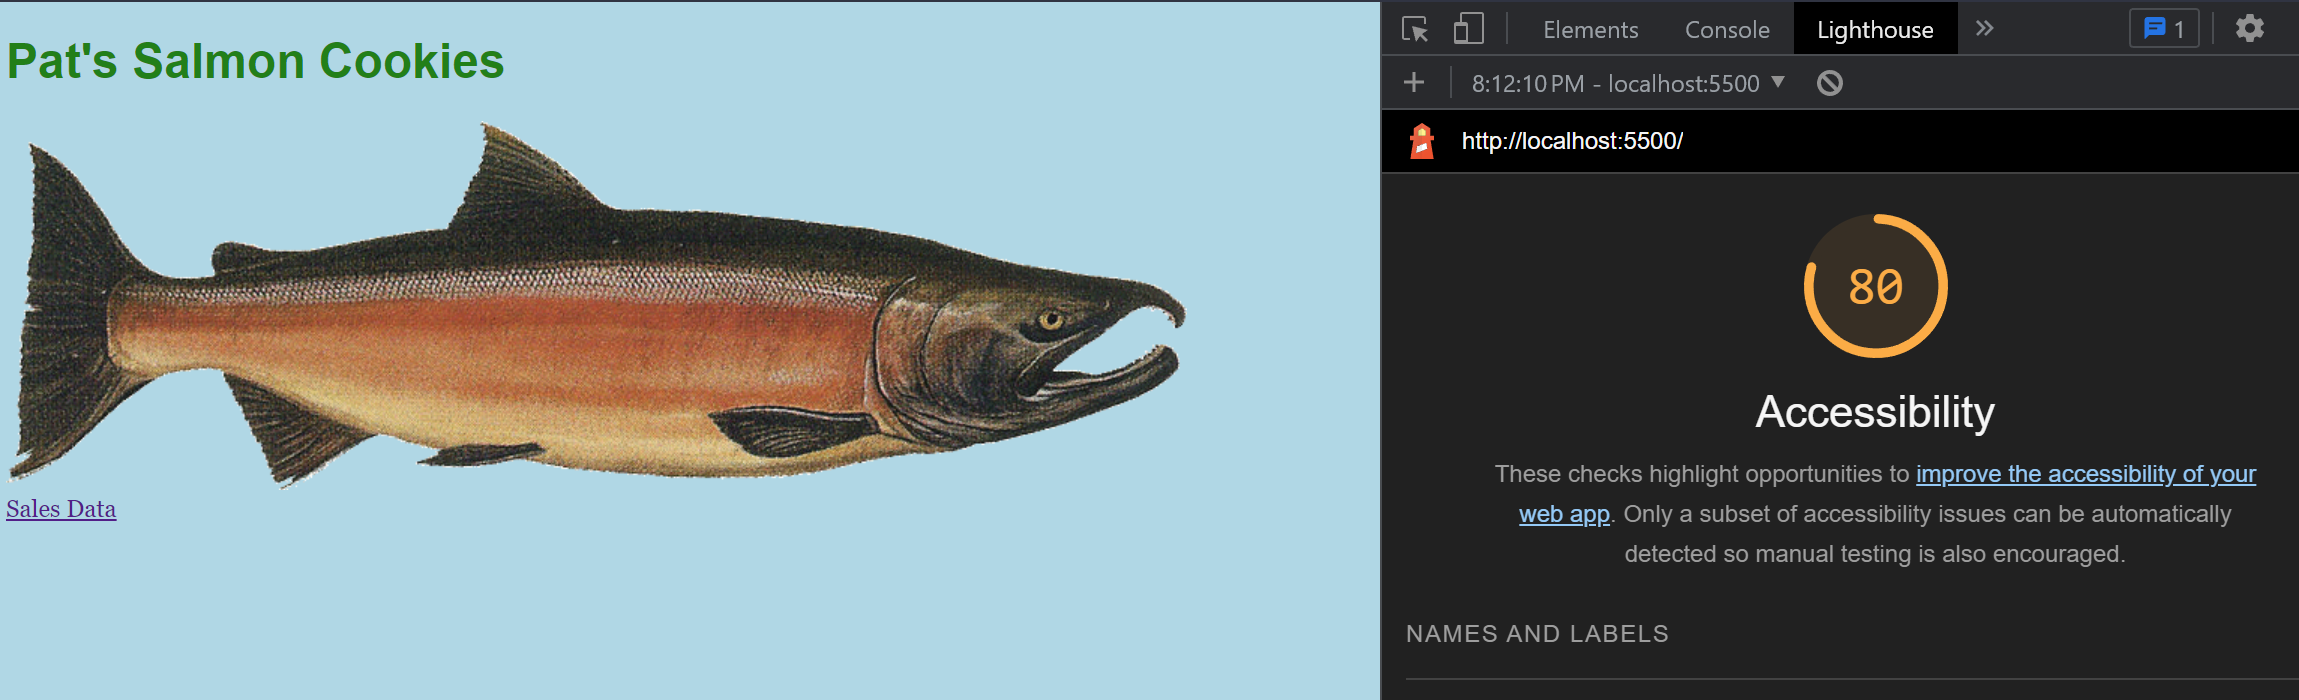 Pat's Salmon Cookies
Sales Data
Elements Console Lighthouse 1
8:12:10 PM - localhost:5500
http://localhost:5500/
80
Accessibility
These checks highlight opportunities to improve the accessibility of your
web app. Only a subset of accessibility issues can be automatically
detected so manual testing is also encouraged.
NAMES AND LABELS